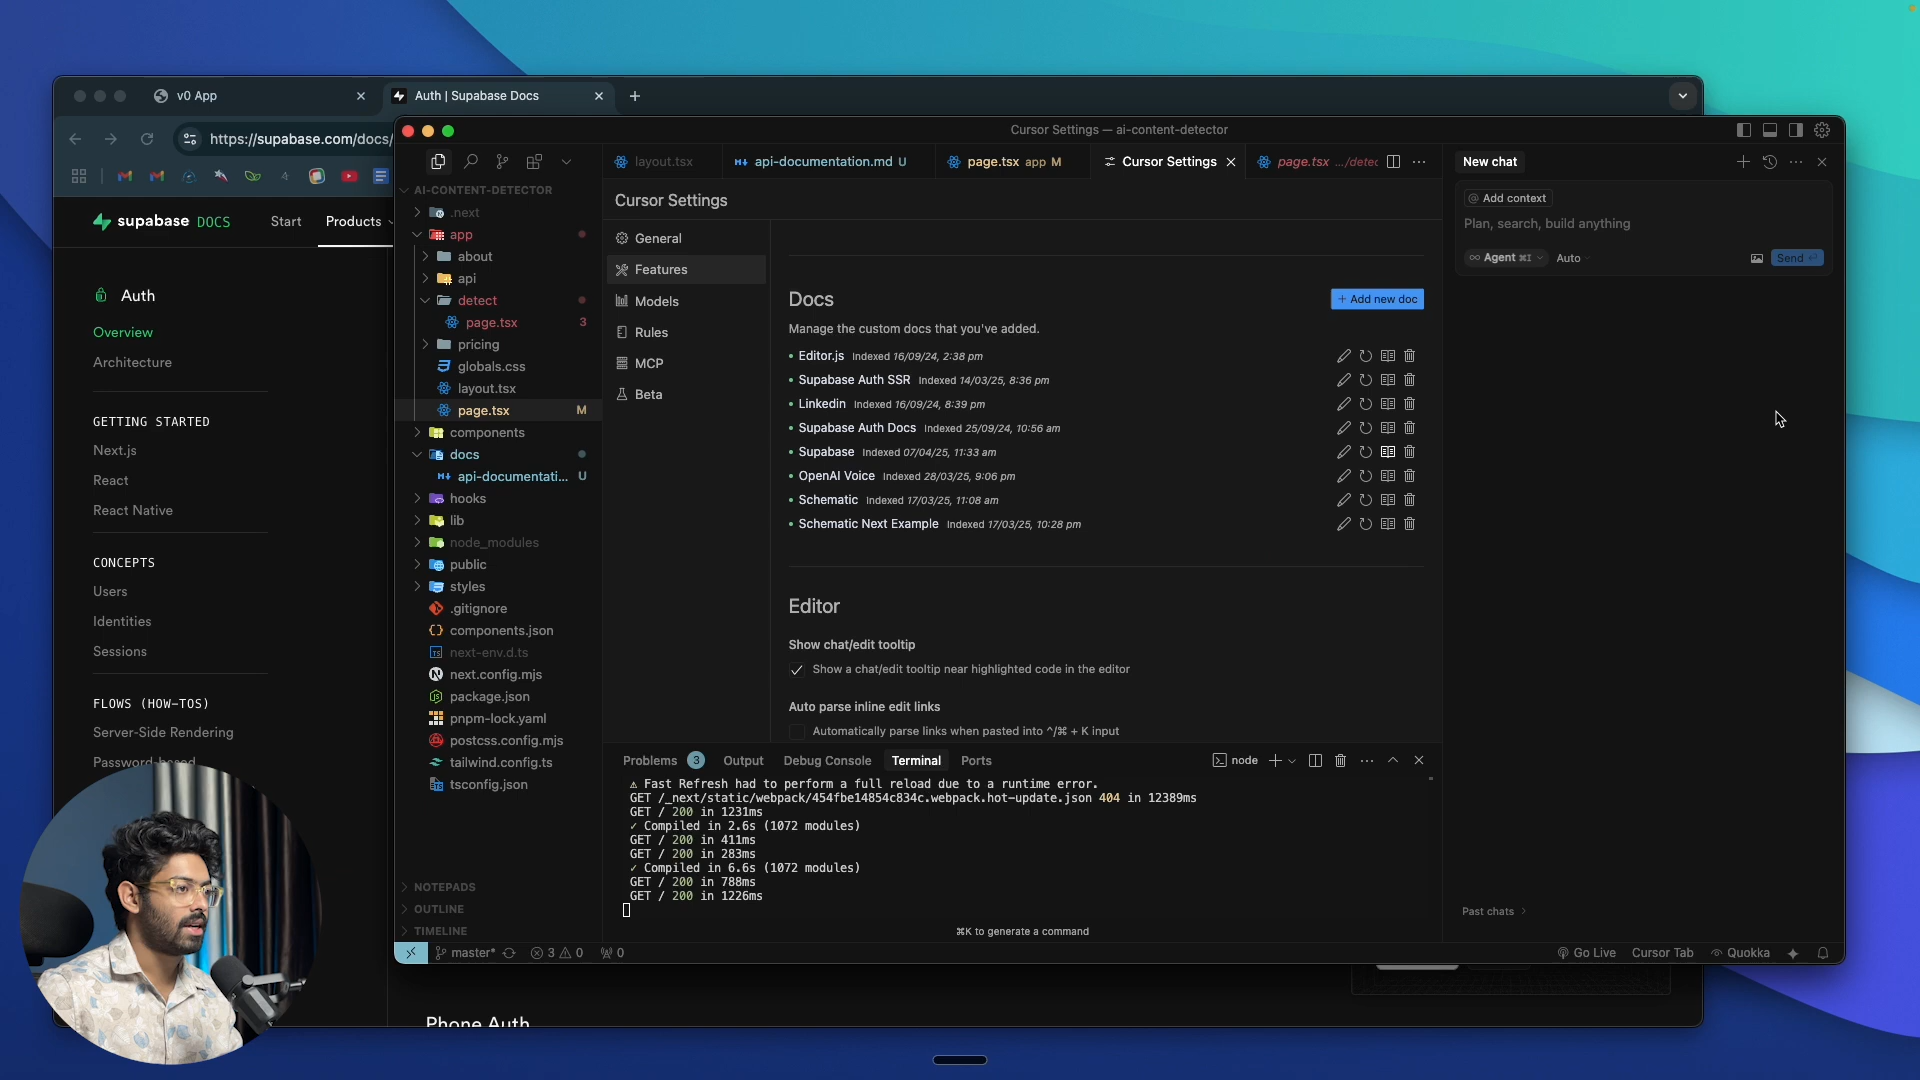 v0 App
Auth | Supabase Docs
https://supabase.com/docs/
supabase DOCS
Start
Products
Auth
Overview
Architecture
GETTING STARTED
Next.js
React
React Native
CONCEPTS
Users
Identities
Sessions
FLOWS (HOW-TOS)
Server-Side Rendering
Password-based
Phone Auth
Cursor Settings — ai-content-detector
AI-CONTENT-DETECTOR
.next
app
about
api
detect
page.tsx 3
pricing
globals.css
layout.tsx
page.tsx M
components
docs
api-documentati... U
hooks
lib
node_modules
public
styles
.gitignore
components.json
next-env.d.ts
next.config.mjs
package.json
pnpm-lock.yaml
postcss.config.mjs
tailwind.config.ts
tsconfig.json
NOTEPADS
OUTLINE
TIMELINE
layout.tsx
api-documentation.md U
page.tsx app M
Cursor Settings
page.tsx .../detec
Cursor Settings
General
Features
Models
Rules
MCP
Beta
Docs
+ Add new doc
Manage the custom docs that you've added.
Editor.js Indexed 16/09/24, 2:38 pm
Supabase Auth SSR Indexed 14/03/25, 8:36 pm
Linkedin Indexed 16/09/24, 8:39 pm
Supabase Auth Docs Indexed 25/09/24, 10:56 am
Supabase Indexed 07/04/25, 11:33 am
OpenAI Voice Indexed 28/03/25, 9:06 pm
Schematic Indexed 17/03/25, 11:08 am
Schematic Next Example Indexed 17/03/25, 10:28 pm
Editor
Show chat/edit tooltip
Show a chat/edit tooltip near highlighted code in the editor
Auto parse inline edit links
Automatically parse links when pasted into ^/⌘ + K input
Problems 3 Output Debug Console Terminal Ports
node
⚠ Fast Refresh had to perform a full reload due to a runtime error.
GET /_next/static/webpack/454fbe14854c834c.webpack.hot-update.json 404 in 12389ms
GET / 200 in 1231ms
✓ Compiled in 2.6s (1072 modules)
GET / 200 in 411ms
GET / 200 in 283ms
✓ Compiled in 6.6s (1072 modules)
GET / 200 in 788ms
GET / 200 in 1226ms
⌘K to generate a command
New chat
@ Add context
Plan, search, build anything
∞ Agent ⌘I
Auto
Send
Past chats
master*
3 0
0
Go Live
Cursor Tab
Quokka